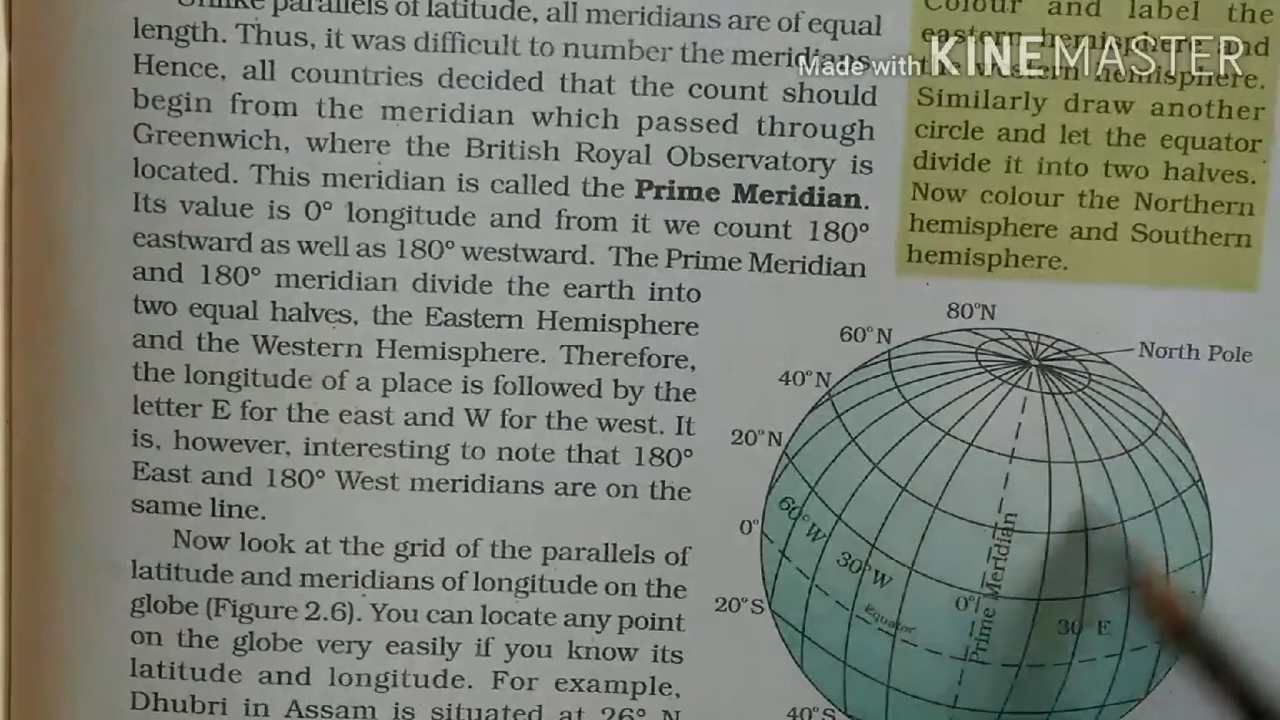 Unlike parallels of latitude, all meridians are of equal
length. Thus, it was difficult to number the meridians.
Hence, all countries decided that the count should
begin from the meridian which passed through
Greenwich, where the British Royal Observatory is
located. This meridian is called the Prime Meridian.
Its value is 0° longitude and from it we count 180°
eastward as well as 180° westward. The Prime Meridian
and 180° meridian divide the earth into
two equal halves, the Eastern Hemisphere
and the Western Hemisphere. Therefore,
the longitude of a place is followed by the
letter E for the east and W for the west. It
is, however, interesting to note that 180°
East and 180° West meridians are on the
same line.
Now look at the grid of the parallels of
latitude and meridians of longitude on the
globe (Figure 2.6). You can locate any point
on the globe very easily if you know its
latitude and longitude. For example,
Dhubri in Assam is situated at 26° N
Colour and label the
eastern hemisphere and
the western hemisphere.
Similarly draw another
circle and let the equator
divide it into two halves.
Now colour the Northern
hemisphere and Southern
hemisphere.
Made with KINEMASTER
80°N
60°N
North Pole
40°N
20°N
0°
60°W
30°W
20°S
Equator
0°
Prime Meridian
30 E
40°S